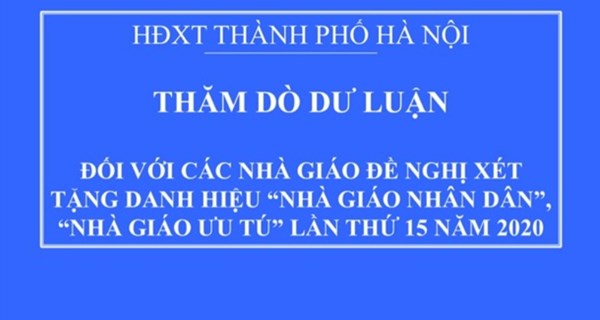 HĐXT THÀNH PHỐ HÀ NỘI
THĂM DÒ DƯ LUẬN
ĐỐI VỚI CÁC NHÀ GIÁO ĐỀ NGHỊ XÉT
TẶNG DANH HIỆU “NHÀ GIÁO NHÂN DÂN”,
“NHÀ GIÁO ƯU TÚ” LẦN THỨ 15 NĂM 2020